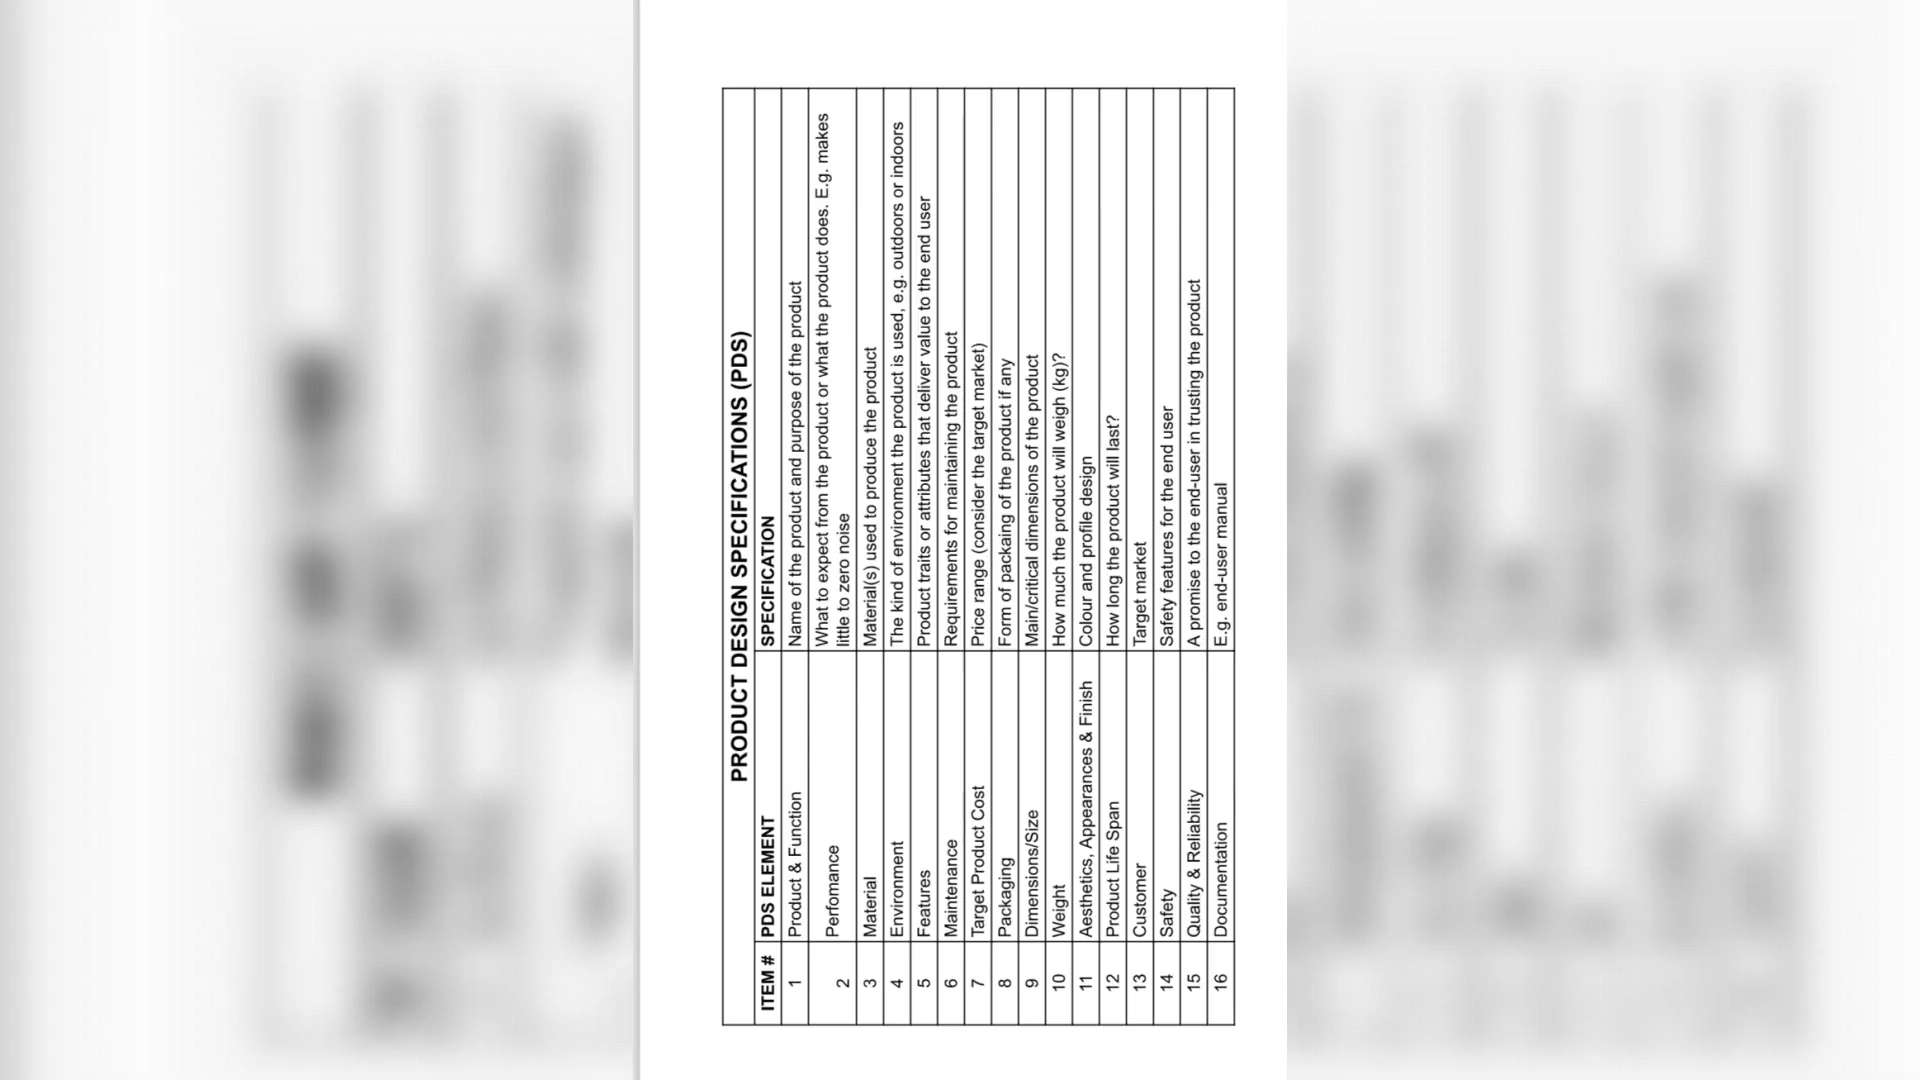 PRODUCT DESIGN SPECIFICATIONS (PDS)
ITEM # PDS ELEMENT SPECIFICATION
1 Product & Function Name of the product and purpose of the product
2 Perfomance What to expect from the product or what the product does. E.g. makes
little to zero noise
3 Material Material(s) used to produce the product
4 Environment The kind of environment the product is used, e.g. outdoors or indoors
5 Features Product traits or attributes that deliver value to the end user
6 Maintenance Requirements for maintaining the product
7 Target Product Cost Price range (consider the target market)
8 Packaging Form of packaing of the product if any
9 Dimensions/Size Main/critical dimensions of the product
10 Weight How much the product will weigh (kg)?
11 Aesthetics, Appearances & Finish Colour and profile design
12 Product Life Span How long the product will last?
13 Customer Target market
14 Safety Safety features for the end user
15 Quality & Reliability A promise to the end-user in trusting the product
16 Documentation E.g. end-user manual